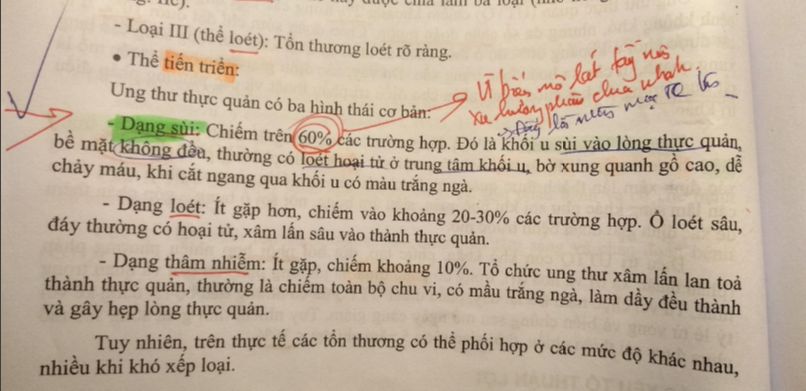 - Loại III (thể loét): Tổn thương loét rõ ràng.
• Thể tiến triển:
Ung thư thực quản có ba hình thái cơ bản:
- Dạng sùi: Chiếm trên 60% các trường hợp. Đó là khối u sùi vào lòng thực quản,
bề mặt không đều, thường có loét hoại tử ở trung tâm khối u, bờ xung quanh gồ cao, dễ
chảy máu, khi cắt ngang qua khối u có màu trắng ngà.
- Dạng loét: Ít gặp hơn, chiếm vào khoảng 20-30% các trường hợp. Ổ loét sâu,
đáy thường có hoại tử, xâm lấn sâu vào thành thực quản.
- Dạng thâm nhiễm: Ít gặp, chiếm khoảng 10%. Tổ chức ung thư xâm lấn lan toả
thành thực quản, thường là chiếm toàn bộ chu vi, có mầu trắng ngà, làm dầy đều thành
và gây hẹp lòng thực quản.
Tuy nhiên, trên thực tế các tổn thương có thể phối hợp ở các mức độ khác nhau,
nhiều khi khó xếp loại.